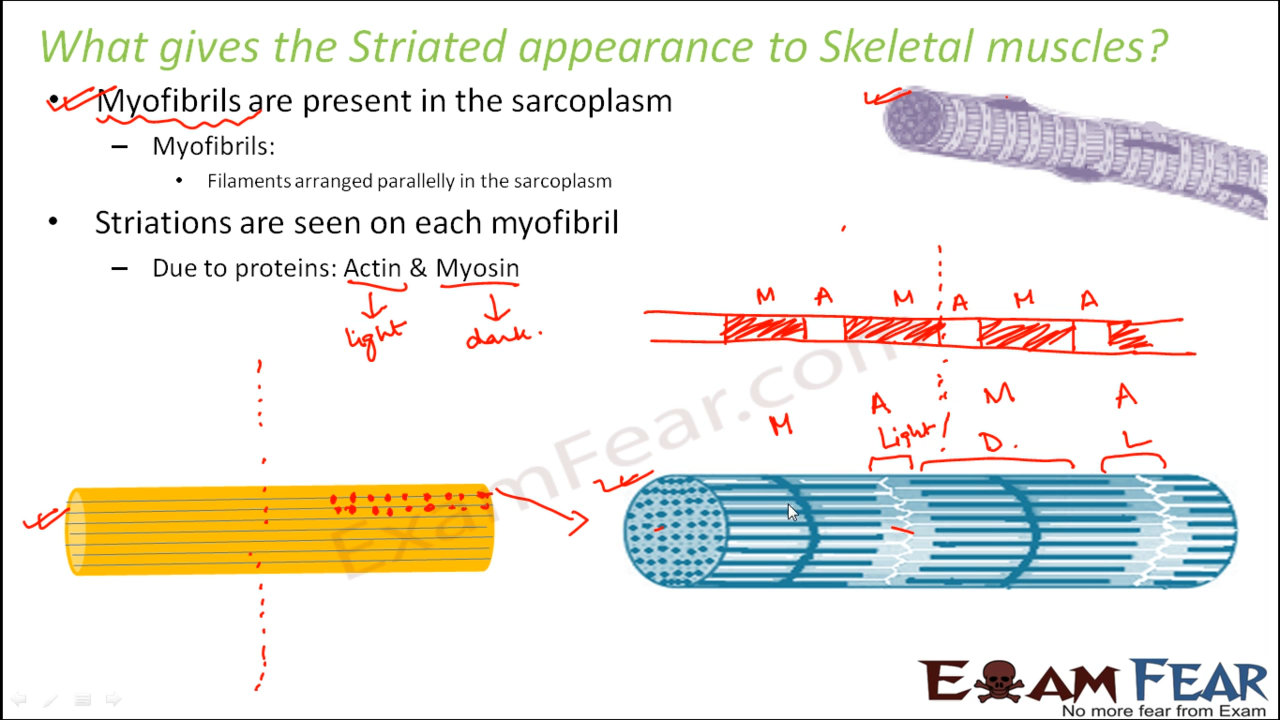 What gives the Striated appearance to Skeletal muscles?
• Myofibrils are present in the sarcoplasm
– Myofibrils:
• Filaments arranged parallelly in the sarcoplasm
• Striations are seen on each myofibril
– Due to proteins: Actin & Myosin
light dark.
M A M A M A
M A M A
Light D. L
ExamFear.com
EXAM FEAR
No more fear from Exam